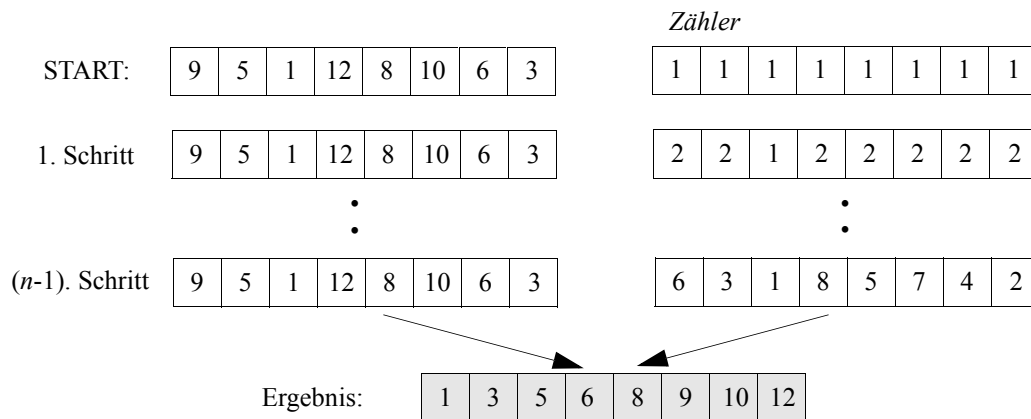 Zähler
START: 9 5 1 12 8 10 6 3 1 1 1 1 1 1 1 1
1. Schritt 9 5 1 12 8 10 6 3 2 2 1 2 2 2 2 2
(n-1). Schritt 9 5 1 12 8 10 6 3 6 3 1 8 5 7 4 2
Ergebnis: 1 3 5 6 8 9 10 12